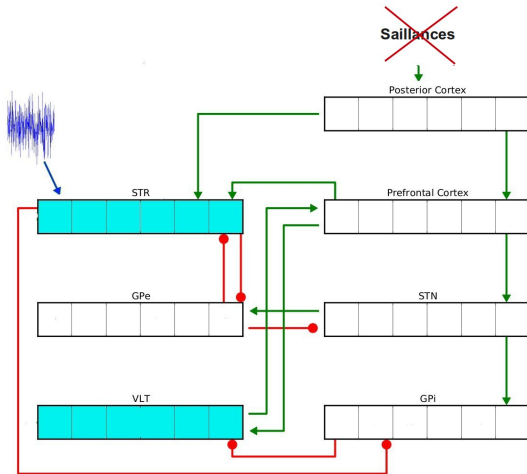 Saillances
Posterior Cortex
STR
Prefrontal Cortex
GPe
STN
VLT
GPi